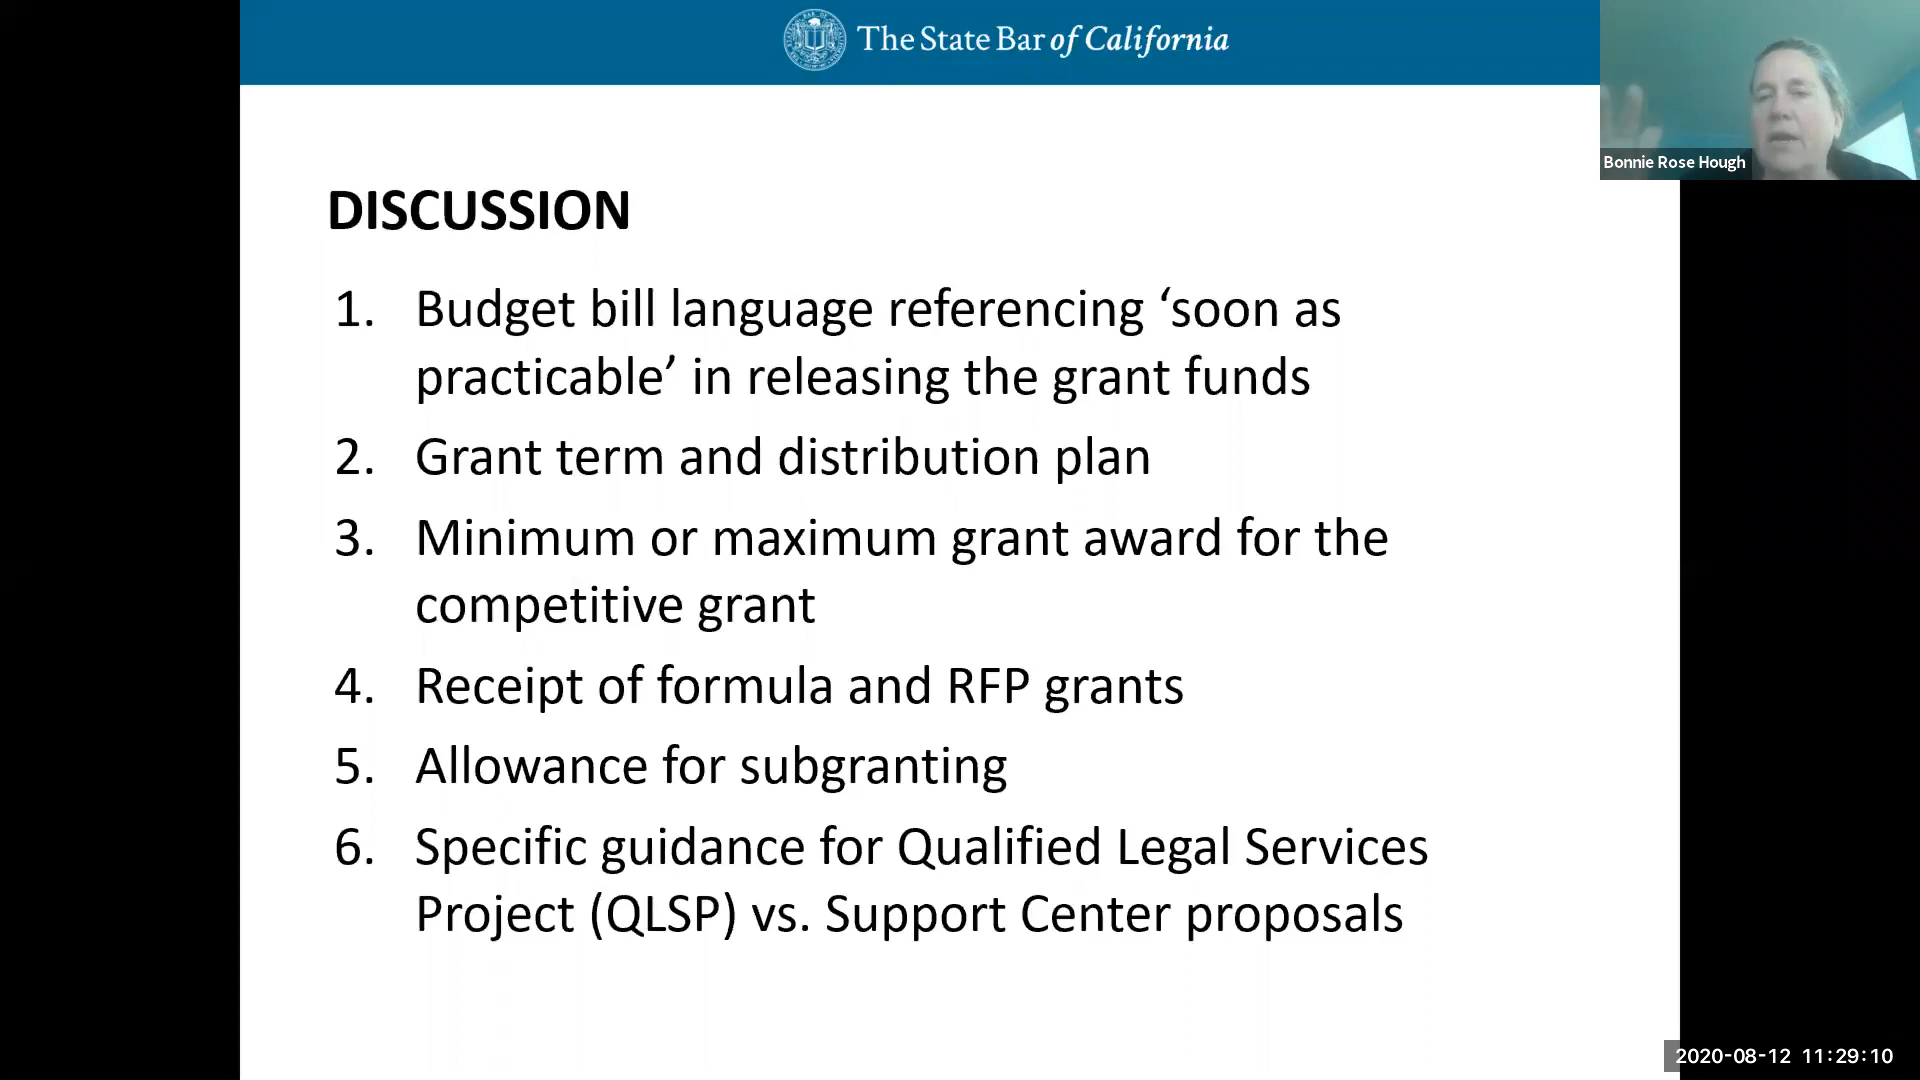 The State Bar of California
Bonnie Rose Hough
DISCUSSION
1. Budget bill language referencing ‘soon as
practicable’ in releasing the grant funds
2. Grant term and distribution plan
3. Minimum or maximum grant award for the
competitive grant
4. Receipt of formula and RFP grants
5. Allowance for subgranting
6. Specific guidance for Qualified Legal Services
Project (QLSP) vs. Support Center proposals
2020-08-12 11:29:10